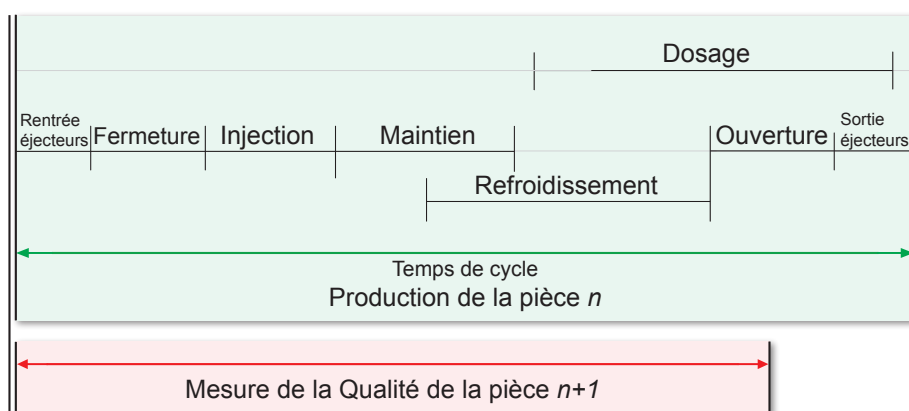 Dosage
Rentrée
éjecteurs
Fermeture
Injection
Maintien
Ouverture
Sortie
éjecteurs
Refroidissement
Temps de cycle
Production de la pièce n
Mesure de la Qualité de la pièce n+1